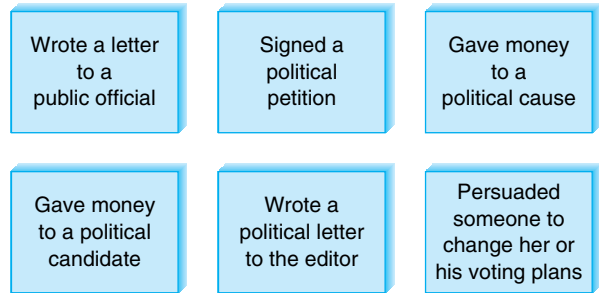 Wrote a letter
to a
public official
Signed a
political
petition
Gave money
to a
political cause
Gave money
to a political
candidate
Wrote a
political letter
to the editor
Persuaded
someone to
change her or
his voting plans